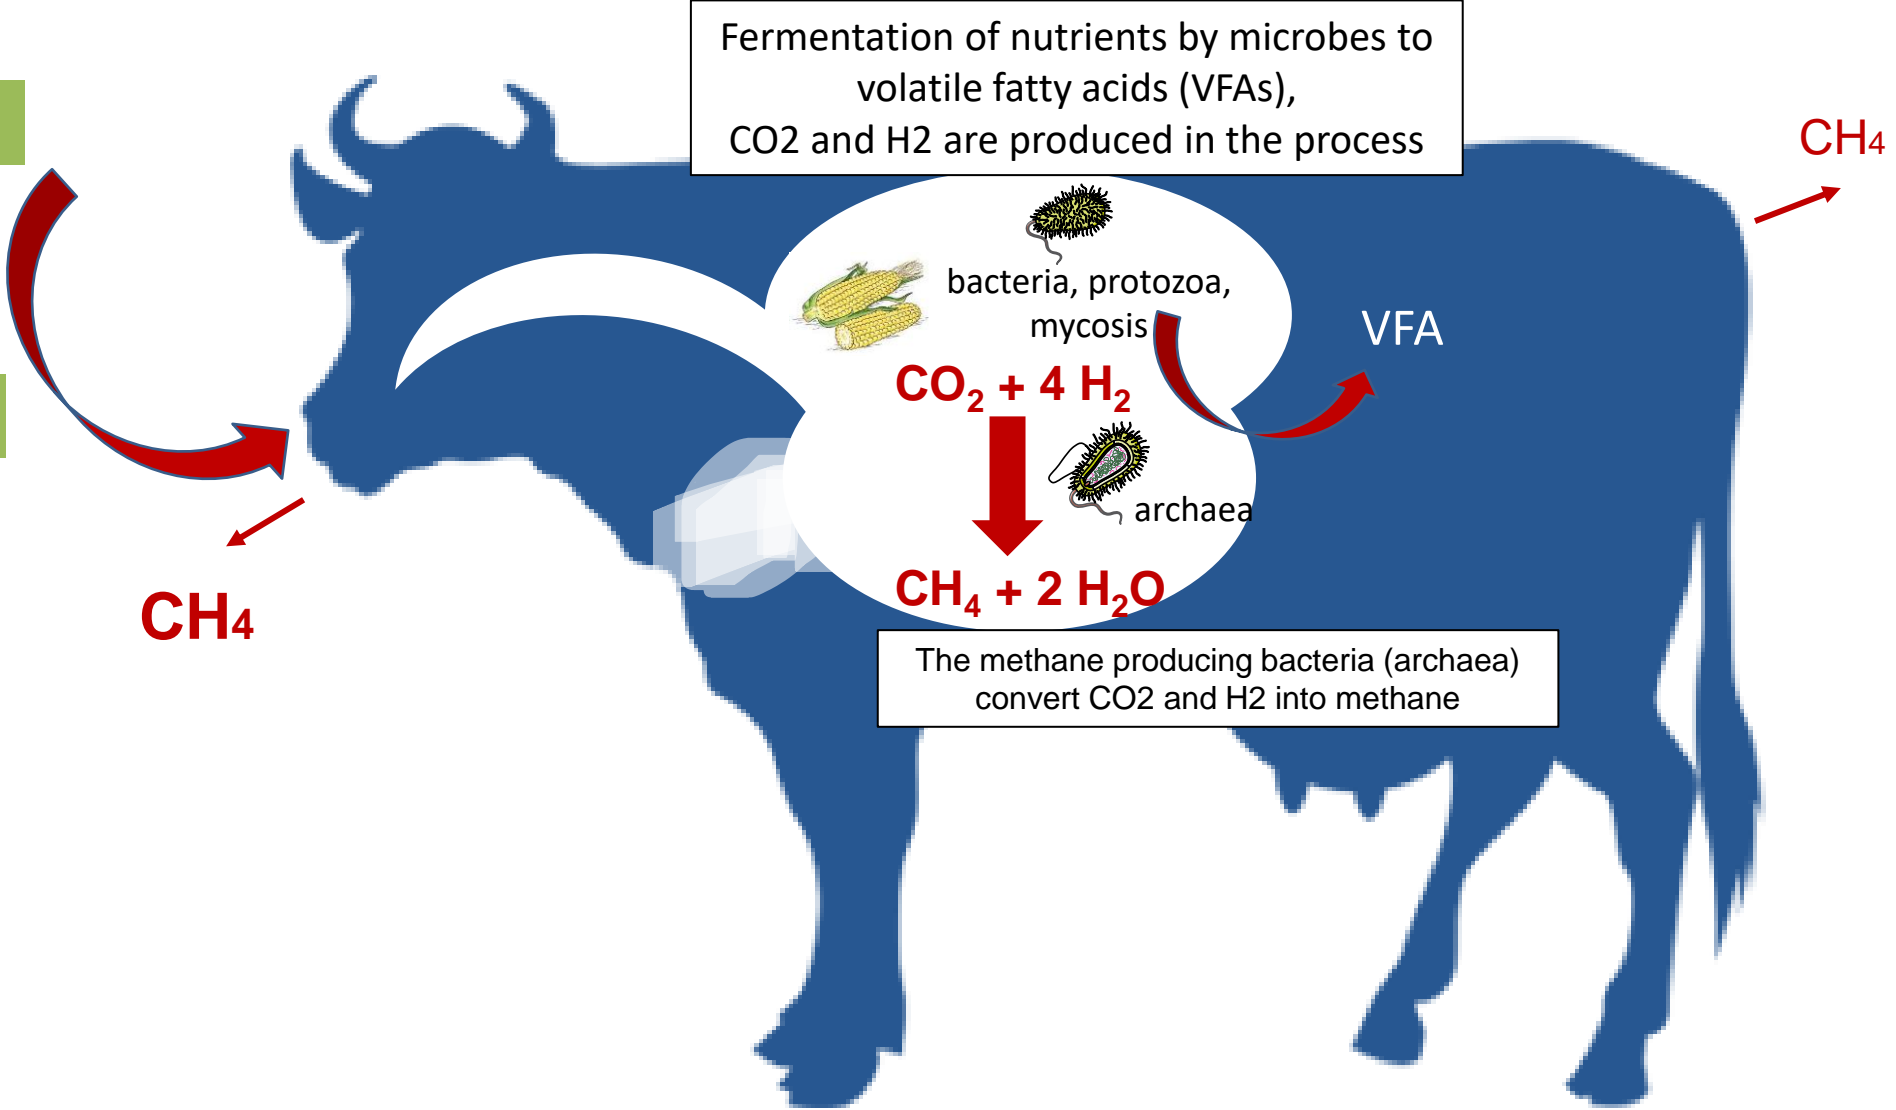 Fermentation of nutrients by microbes to
volatile fatty acids (VFAs),
CO2 and H2 are produced in the process
CH4
bacteria, protozoa,
mycosis
VFA
CO₂ + 4 H₂
archaea
CH₄ + 2 H₂O
CH4
The methane producing bacteria (archaea)
convert CO2 and H2 into methane